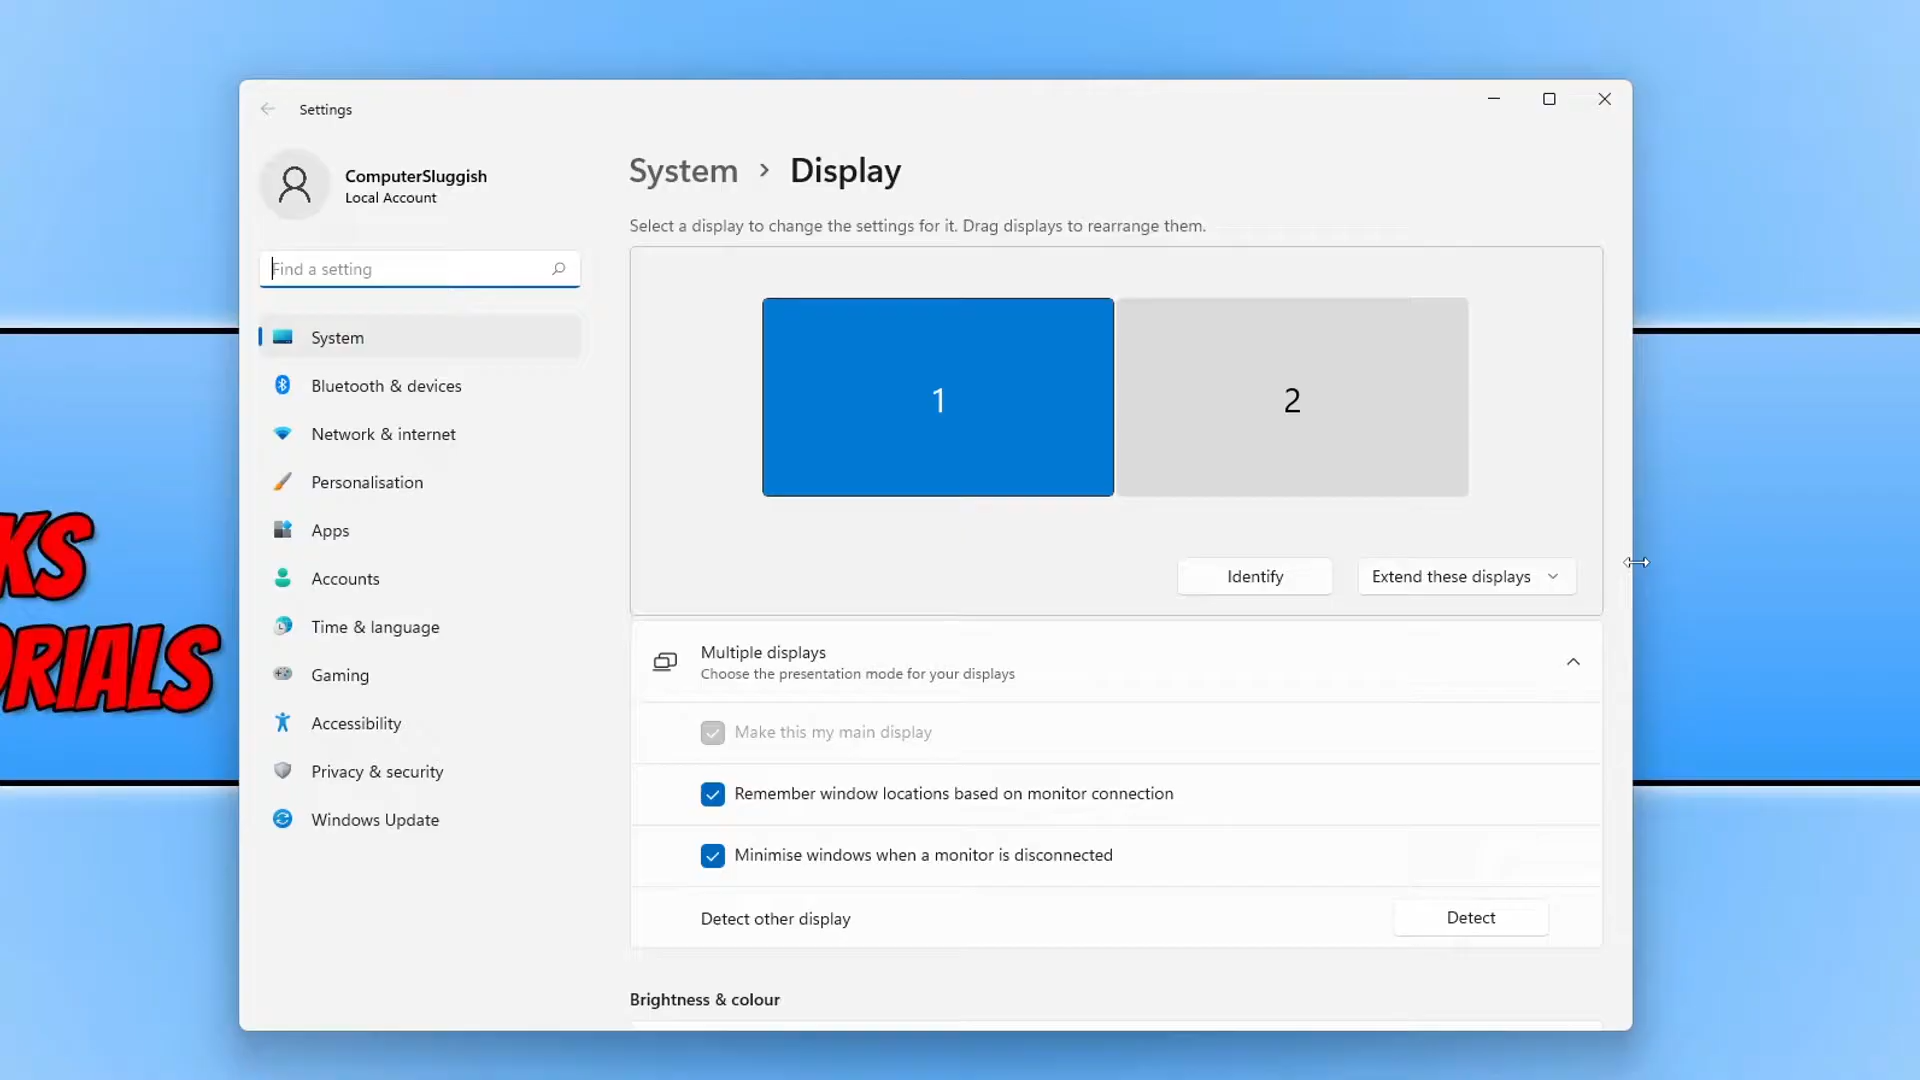 Settings
ComputerSluggish
Local Account
Find a setting
System
Bluetooth & devices
Network & internet
Personalisation
Apps
Accounts
Time & language
Gaming
Accessibility
Privacy & security
Windows Update
System > Display
Select a display to change the settings for it. Drag displays to rearrange them.
1
2
Identify
Extend these displays
Multiple displays
Choose the presentation mode for your displays
Make this my main display
Remember window locations based on monitor connection
Minimise windows when a monitor is disconnected
Detect other display
Detect
Brightness & colour
KS
ORIALS